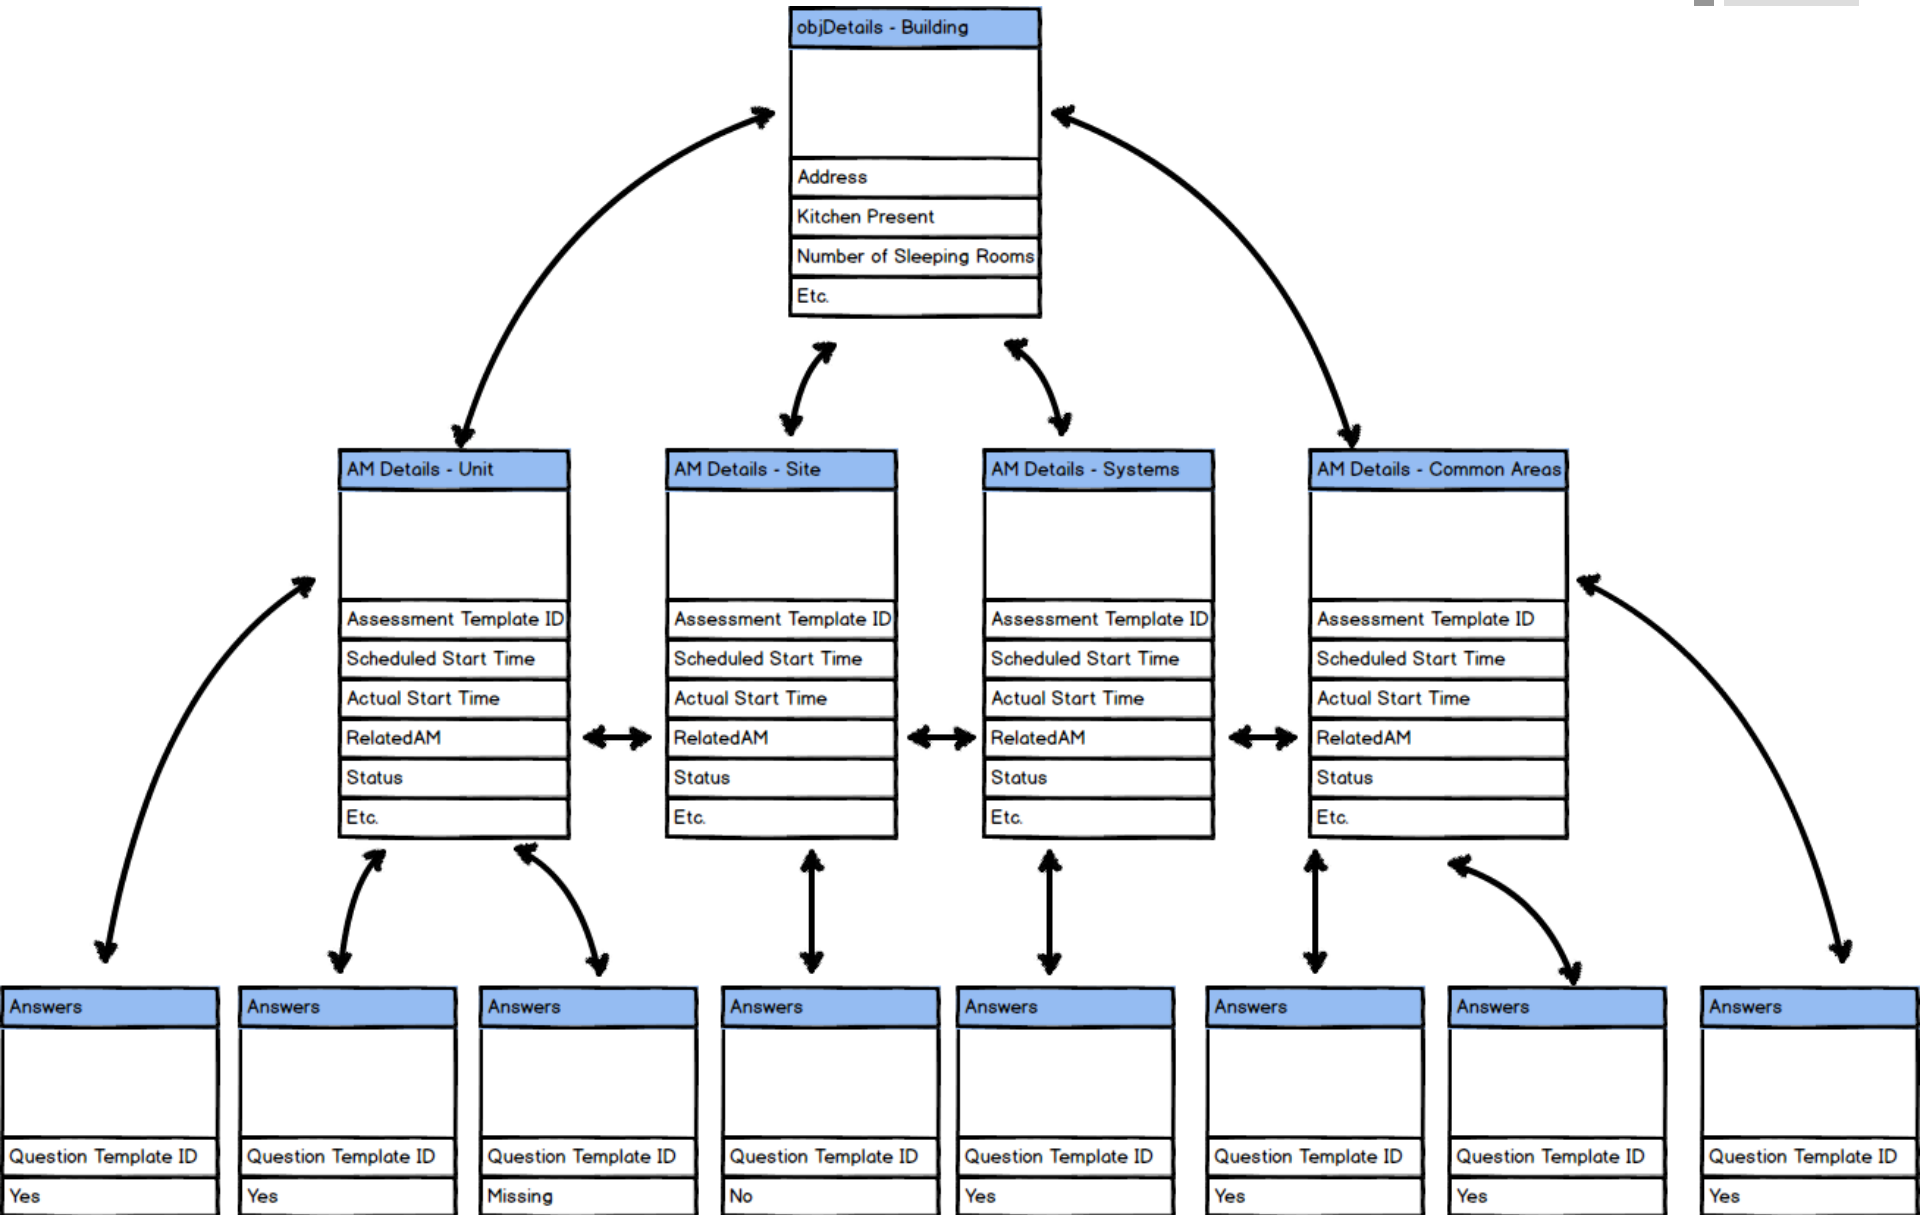 objDetails - Building
Address
Kitchen Present
Number of Sleeping Rooms
Etc.
AM Details - Unit
Assessment Template ID
Scheduled Start Time
Actual Start Time
RelatedAM
Status
Etc.
AM Details - Site
Assessment Template ID
Scheduled Start Time
Actual Start Time
RelatedAM
Status
Etc.
AM Details - Systems
Assessment Template ID
Scheduled Start Time
Actual Start Time
RelatedAM
Status
Etc.
AM Details - Common Areas
Assessment Template ID
Scheduled Start Time
Actual Start Time
RelatedAM
Status
Etc.
Answers
Question Template ID
Yes
Answers
Question Template ID
Yes
Answers
Question Template ID
Missing
Answers
Question Template ID
No
Answers
Question Template ID
Yes
Answers
Question Template ID
Yes
Answers
Question Template ID
Yes
Answers
Question Template ID
Yes